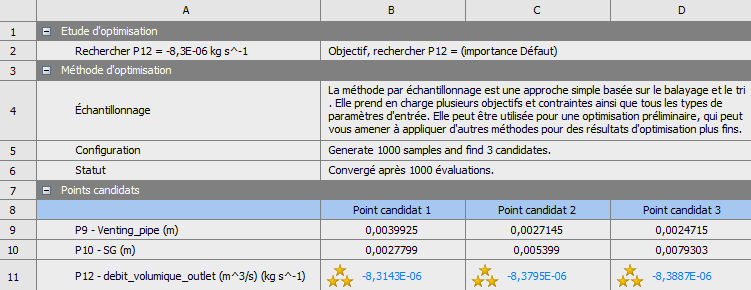 A B C D
1 Etude d'optimisation
2 Rechercher P12 = -8,3E-06 kg s^-1 Objectif, rechercher P12 = (importance Défaut)
3 Méthode d'optimisation
4 Échantillonnage La méthode par échantillonnage est une approche simple basée sur le balayage et le tri
. Elle prend en charge plusieurs objectifs et contraintes ainsi que tous les types de
paramètres d'entrée. Elle peut être utilisée pour une optimisation préliminaire, qui peut
vous amener à appliquer d'autres méthodes pour des résultats d'optimisation plus fins.
5 Configuration Generate 1000 samples and find 3 candidates.
6 Statut Convergé après 1000 évaluations.
7 Points candidats
8 Point candidat 1 Point candidat 2 Point candidat 3
9 P9 - Venting_pipe (m) 0,0039925 0,0027145 0,0024715
10 P10 - SG (m) 0,0027799 0,005399 0,0079303
11 P12 - debit_volumique_outlet (m^3/s) (kg s^-1) -8,3143E-06 -8,3795E-06 -8,3887E-06